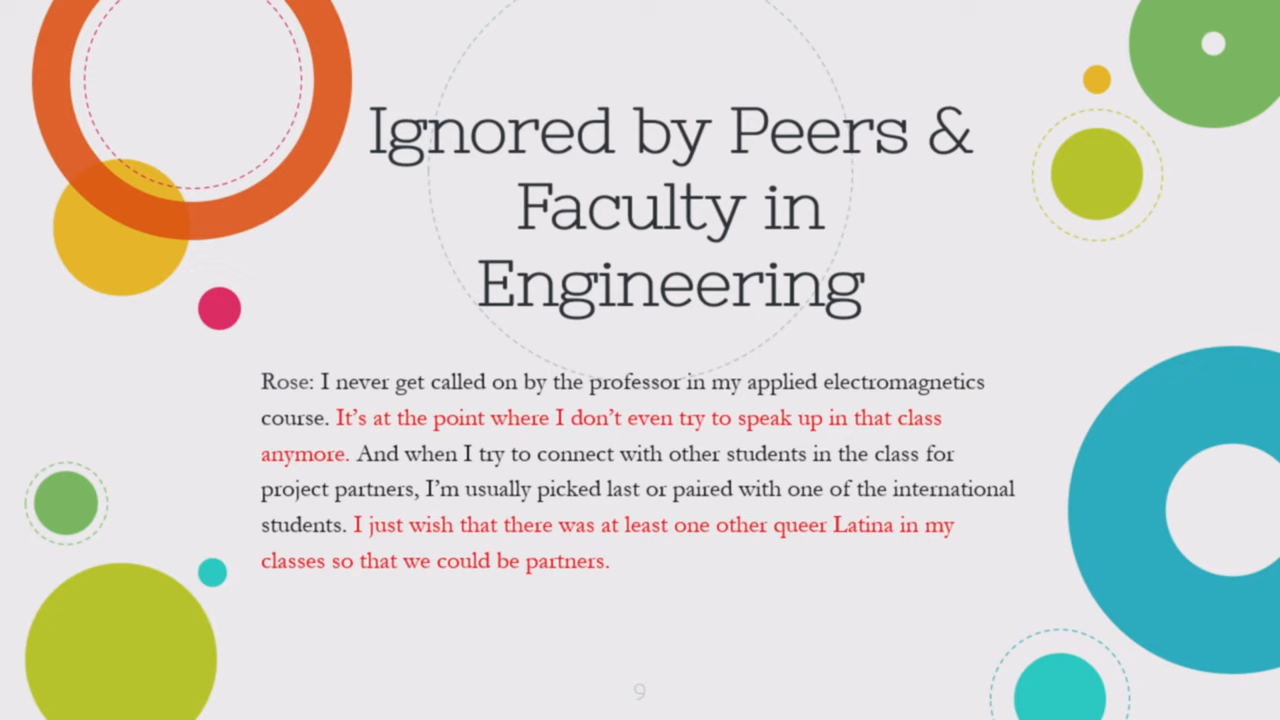 Ignored by Peers &
Faculty in
Engineering
Rose: I never get called on by the professor in my applied electromagnetics
course. It’s at the point where I don’t even try to speak up in that class
anymore. And when I try to connect with other students in the class for
project partners, I’m usually picked last or paired with one of the international
students. I just wish that there was at least one other queer Latina in my
classes so that we could be partners.
9